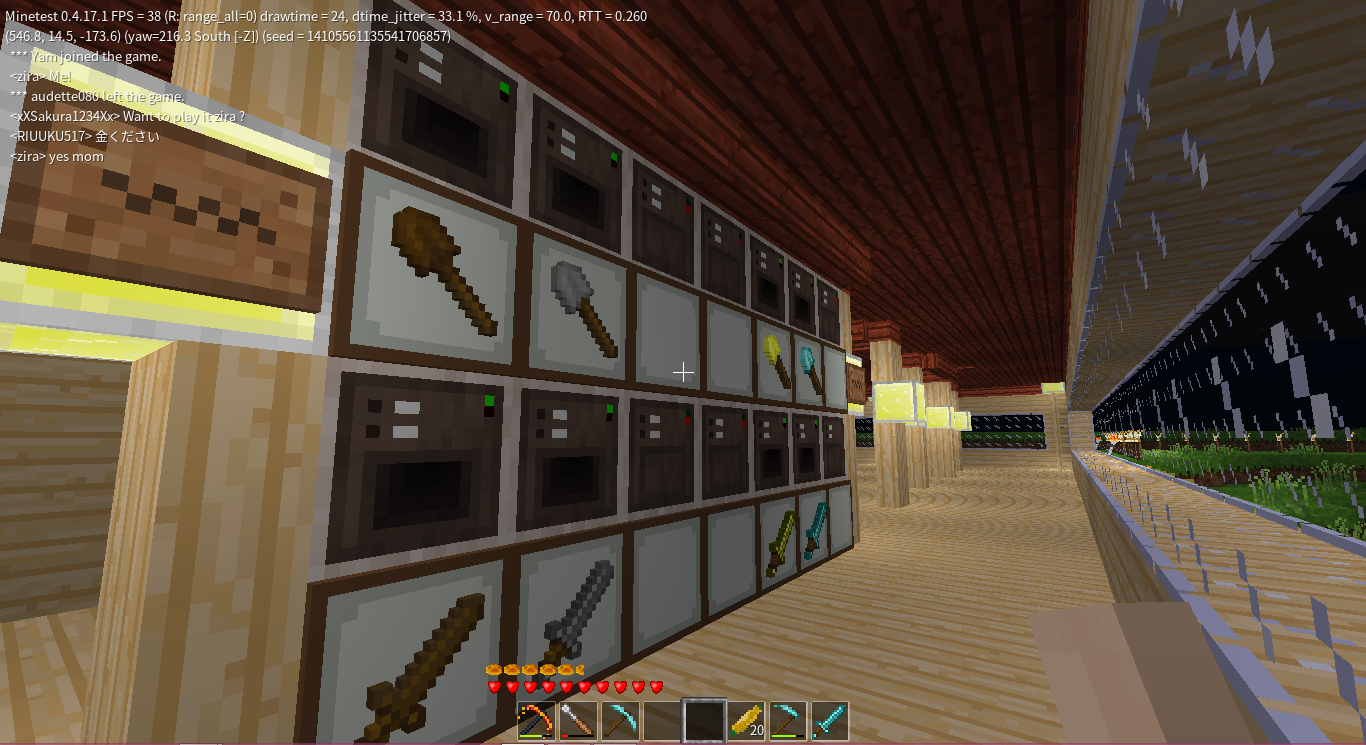 Minetest 0.4.17.1 FPS = 38 (R: range_all=0) drawtime = 24, dtime_jitter = 33.1 %, v_range = 70.0, RTT = 0.260
(546.8, 14.5, -173.6) (yaw=216.3 South [-Z]) (seed = 14105561135541706857)
*** Yam joined the game.
<zira> Me!
*** audette080 left the game.
<xXSakura1234Xx> Want to play it zira ?
<RIUUKU517> 金ください
<zira> yes mom
20